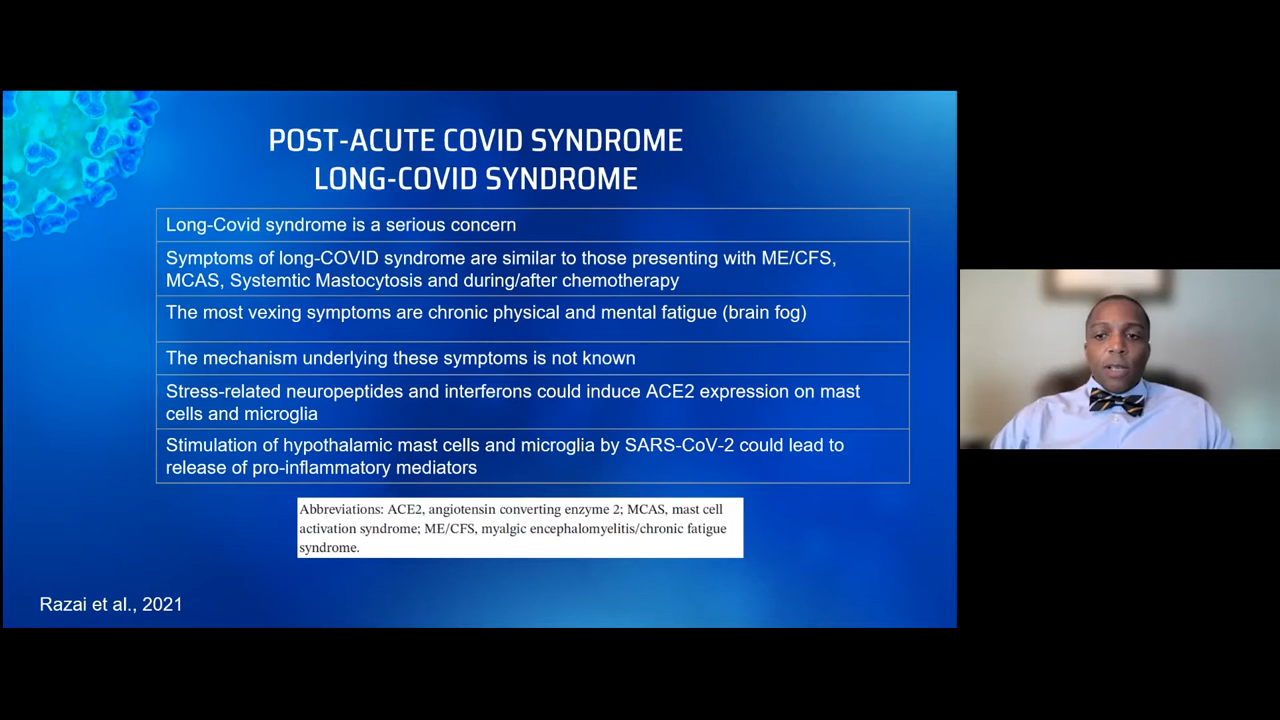 POST-ACUTE COVID SYNDROME
LONG-COVID SYNDROME
Long-Covid syndrome is a serious concern
Symptoms of long-COVID syndrome are similar to those presenting with ME/CFS,
MCAS, Systemtic Mastocytosis and during/after chemotherapy
The most vexing symptoms are chronic physical and mental fatigue (brain fog)
The mechanism underlying these symptoms is not known
Stress-related neuropeptides and interferons could induce ACE2 expression on mast
cells and microglia
Stimulation of hypothalamic mast cells and microglia by SARS-CoV-2 could lead to
release of pro-inflammatory mediators
Abbreviations: ACE2, angiotensin converting enzyme 2; MCAS, mast cell
activation syndrome; ME/CFS, myalgic encephalomyelitis/chronic fatigue
syndrome.
Razai et al., 2021